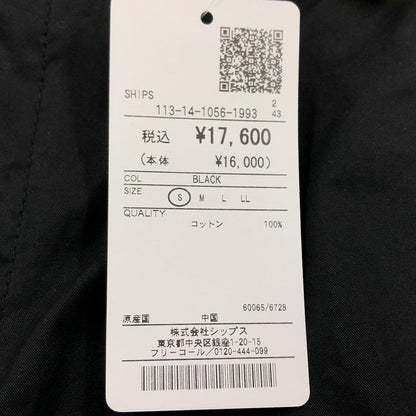 SHIPS
113-14-1056-1993 2 43
税込 ¥17,600
(本体 ¥16,000)
COL BLACK
SIZE S M L LL
QUALITY
コットン 100%
60065/6728
原産国 中国
株式会社シップス
東京都中央区銀座1-20-15
フリーコール/0120-444-099